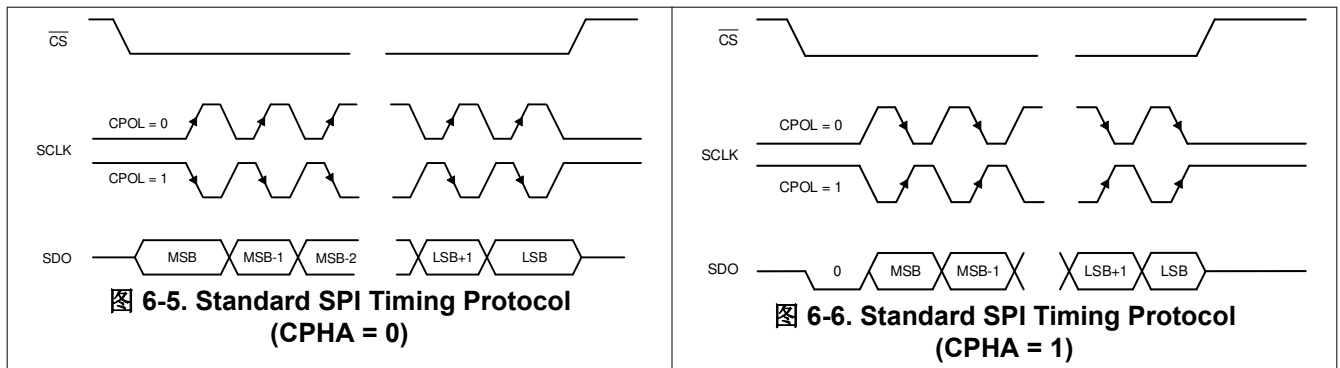 CS
CPOL = 0
SCLK
CPOL = 1
SDO
MSB
MSB-1
MSB-2
LSB+1
LSB
图 6-5. Standard SPI Timing Protocol
(CPHA = 0)
CS
CPOL = 0
SCLK
CPOL = 1
SDO
0
MSB
MSB-1
LSB+1
LSB
图 6-6. Standard SPI Timing Protocol
(CPHA = 1)